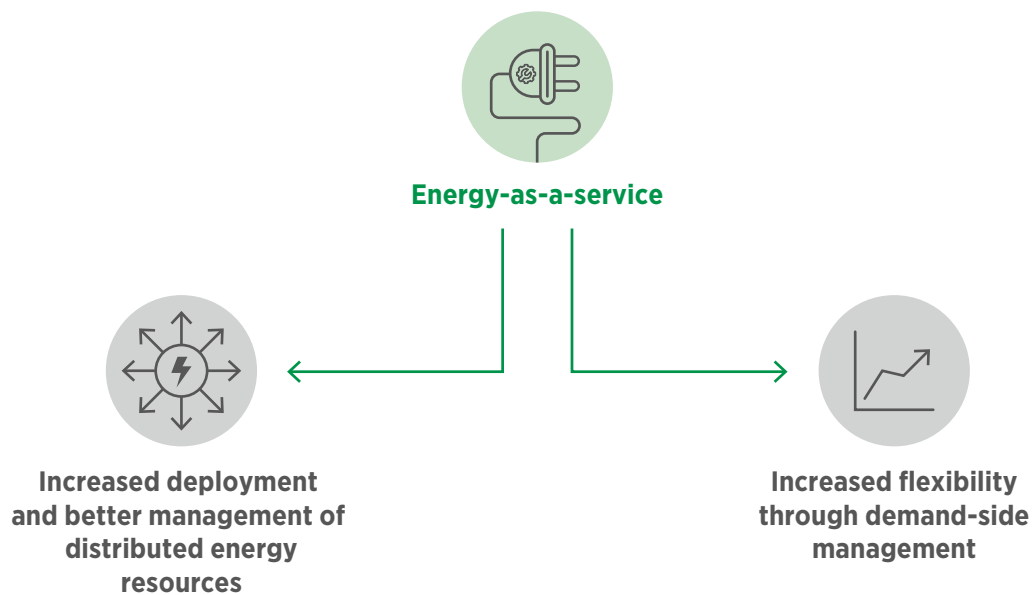 Energy-as-a-service
Increased deployment
and better management of
distributed energy
resources
Increased flexibility
through demand-side
management